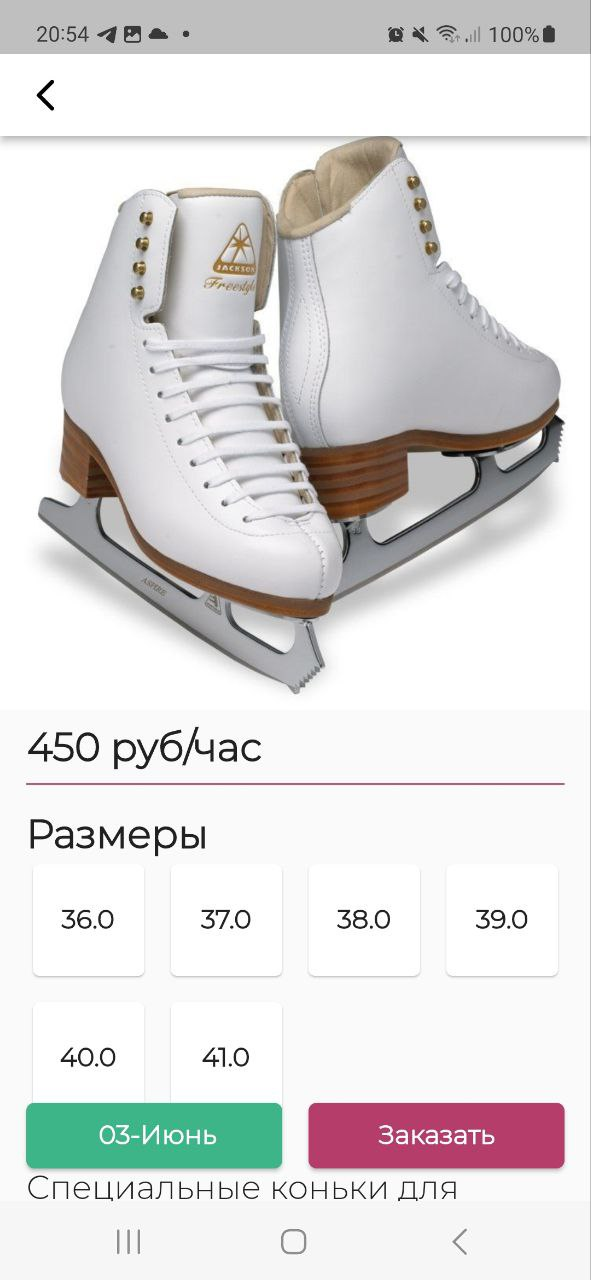 20:54 100%
JACKSON
Freestyle
ASPIRE
450 руб/час
Размеры
36.0 37.0 38.0 39.0
40.0 41.0
03-Июнь Заказать
Специальные коньки для